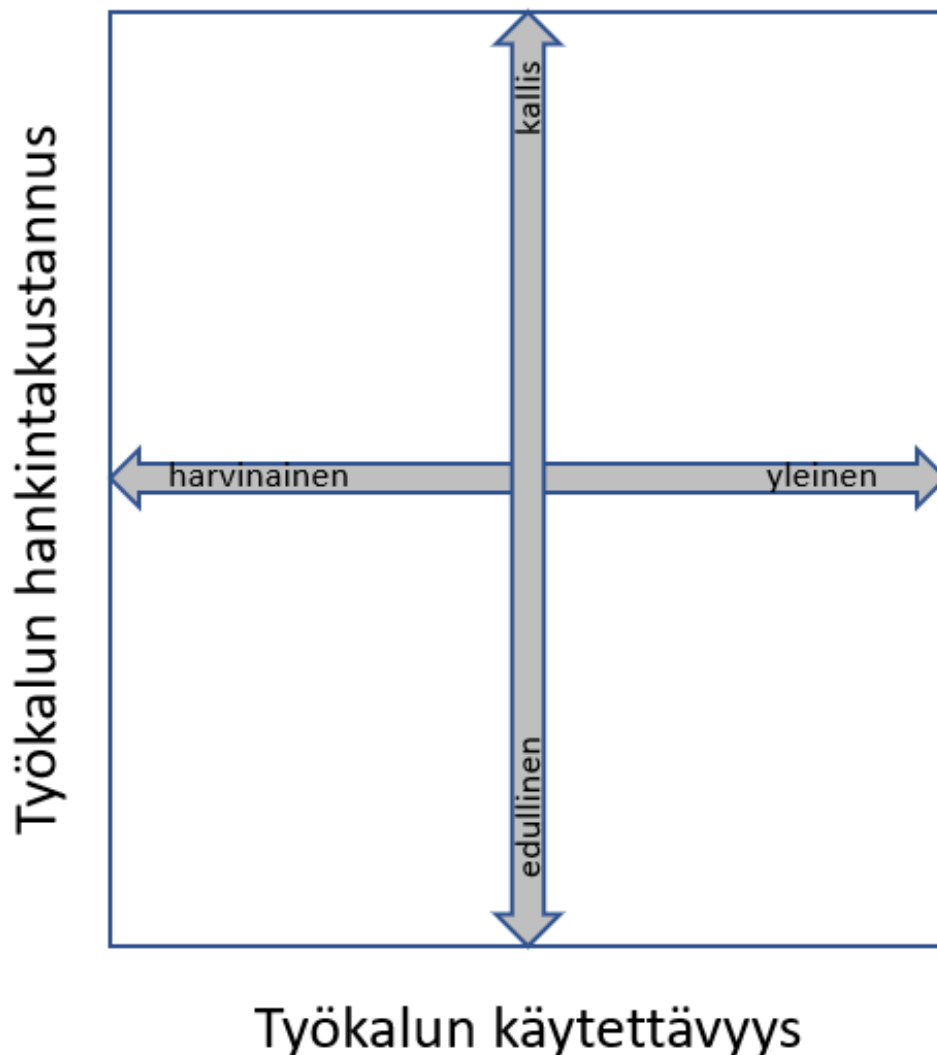 Työkalun hankintakustannus
kallis
harvinainen
yleinen
edullinen
Työkalun käytettävyys